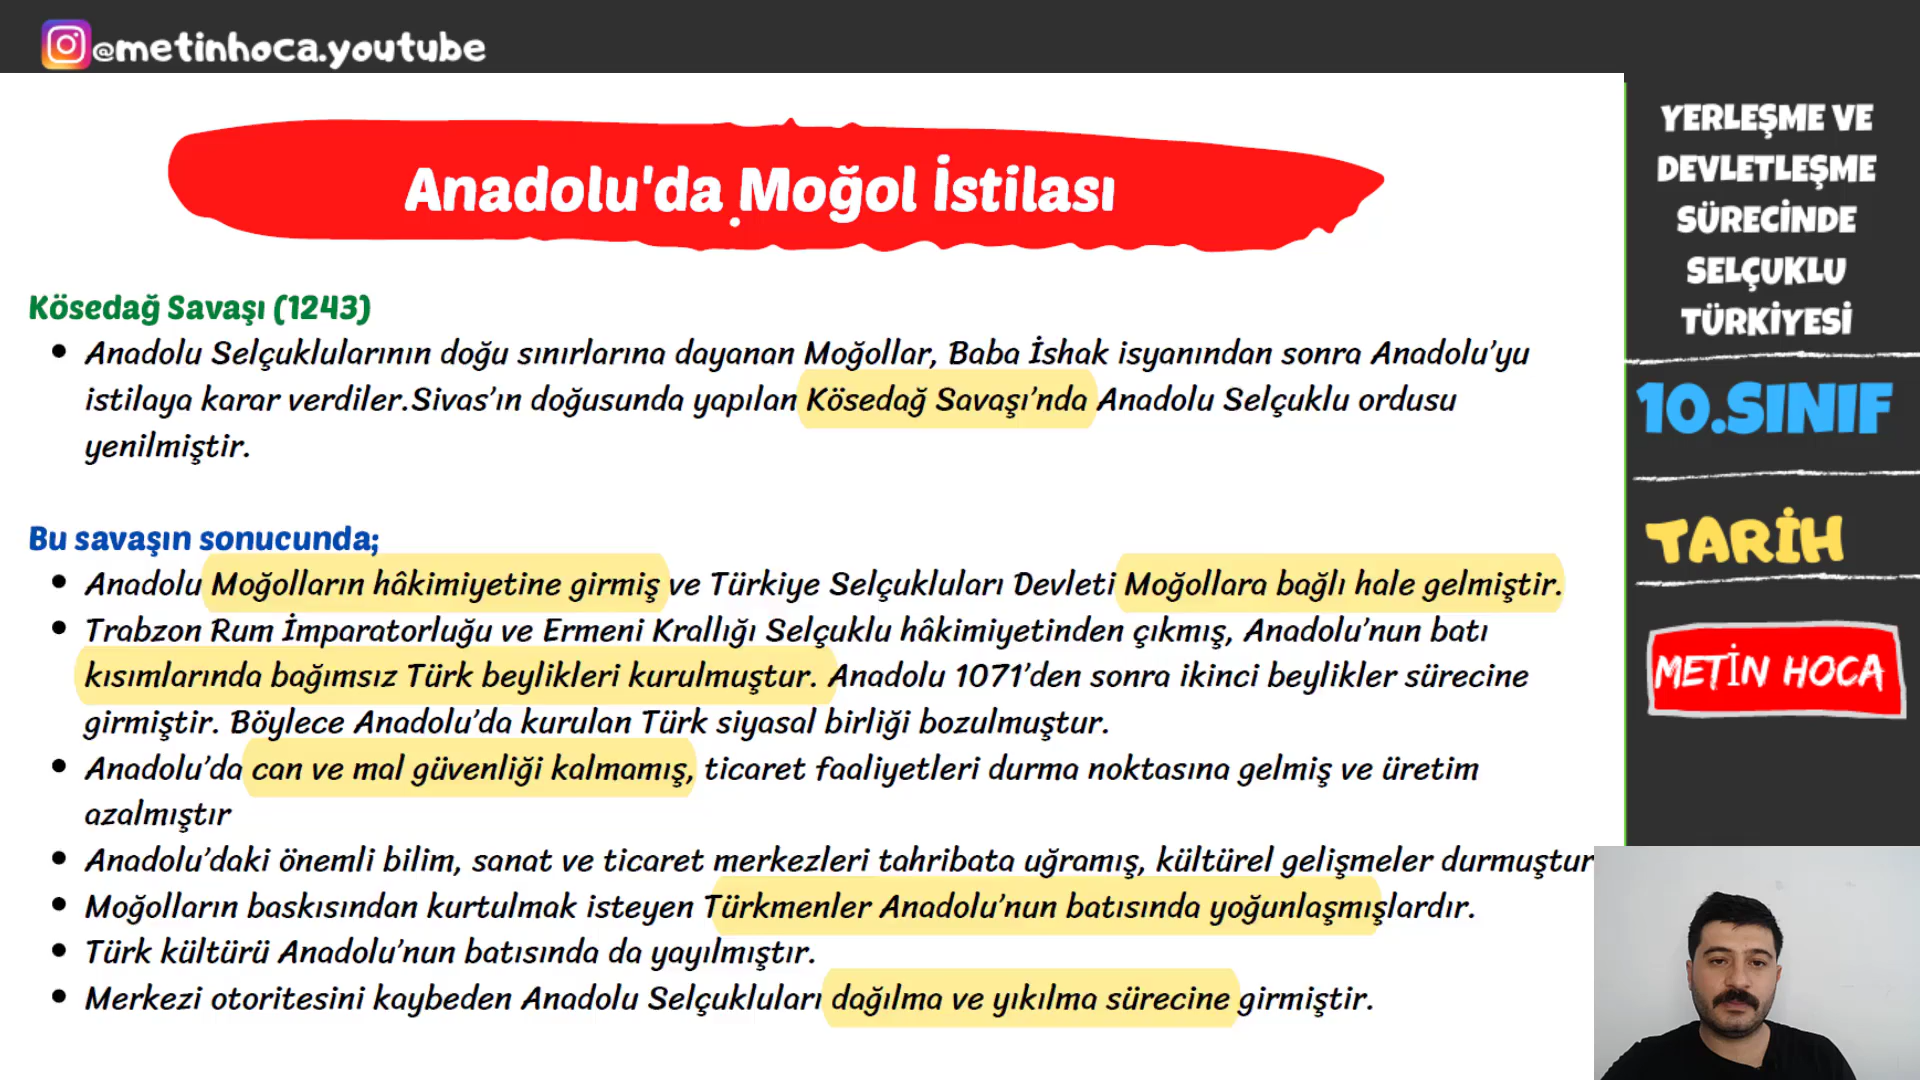 @metinhoca.youtube
Anadolu'da Moğol İstilası
Kösedağ Savaşı (1243)
• Anadolu Selçuklularının doğu sınırlarına dayanan Moğollar, Baba İshak isyanından sonra Anadolu'yu
istilaya karar verdiler.Sivas'ın doğusunda yapılan Kösedağ Savaşı'nda Anadolu Selçuklu ordusu
yenilmiştir.
Bu savaşın sonucunda;
• Anadolu Moğolların hâkimiyetine girmiş ve Türkiye Selçukluları Devleti Moğollara bağlı hale gelmiştir.
• Trabzon Rum İmparatorluğu ve Ermeni Krallığı Selçuklu hâkimiyetinden çıkmış, Anadolu'nun batı
kısımlarında bağımsız Türk beylikleri kurulmuştur. Anadolu 1071'den sonra ikinci beylikler sürecine
girmiştir. Böylece Anadolu'da kurulan Türk siyasal birliği bozulmuştur.
• Anadolu'da can ve mal güvenliği kalmamış, ticaret faaliyetleri durma noktasına gelmiş ve üretim
azalmıştır
• Anadolu'daki önemli bilim, sanat ve ticaret merkezleri tahribata uğramış, kültürel gelişmeler durmuştur
• Moğolların baskısından kurtulmak isteyen Türkmenler Anadolu'nun batısında yoğunlaşmışlardır.
• Türk kültürü Anadolu'nun batısında da yayılmıştır.
• Merkezi otoritesini kaybeden Anadolu Selçukluları dağılma ve yıkılma sürecine girmiştir.
YERLEŞME VE
DEVLETLEŞME
SÜRECİNDE
SELÇUKLU
TÜRKİYESİ
10.SINIF
TARİH
METİN HOCA